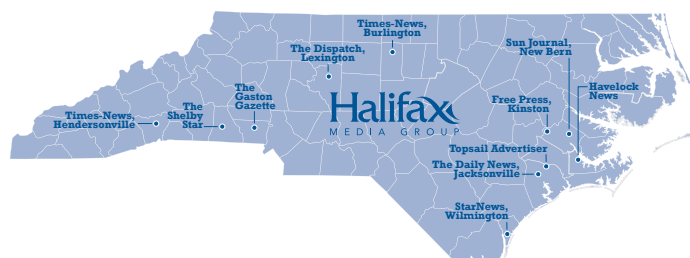 Times-News,
Burlington
The Dispatch,
Lexington
Sun Journal,
New Bern
The
Gaston
Gazette
Havelock
News
The
Shelby
Star
Times-News,
Hendersonville
Halifax
MEDIA GROUP
Free Press,
Kinston
Topsail Advertiser
The Daily News,
Jacksonville
StarNews,
Wilmington